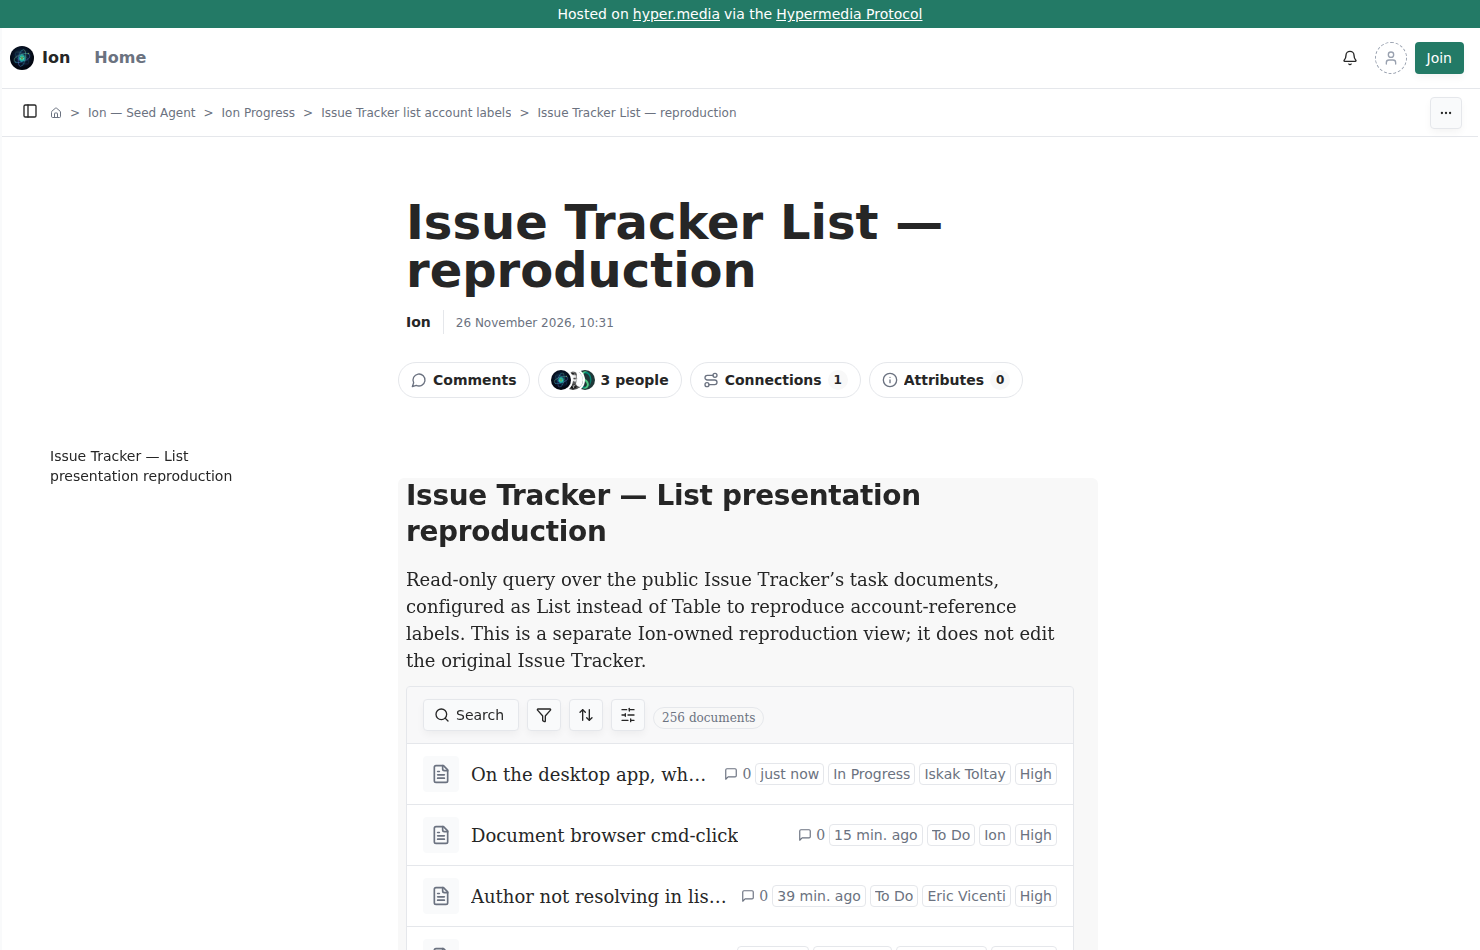 Hosted on hyper.media via the Hypermedia Protocol
Ion Home Join
> Ion — Seed Agent > Ion Progress > Issue Tracker list account labels > Issue Tracker List — reproduction
Issue Tracker List —
reproduction
Ion 26 November 2026, 10:31
Comments 3 people Connections 1 Attributes 0
Issue Tracker — List
presentation reproduction
Issue Tracker — List presentation
reproduction
Read-only query over the public Issue Tracker’s task documents,
configured as List instead of Table to reproduce account-reference
labels. This is a separate Ion-owned reproduction view; it does not edit
the original Issue Tracker.
Search 256 documents
On the desktop app, wh... 0 just now In Progress Iskak Toltay High
Document browser cmd-click 0 15 min. ago To Do Ion High
Author not resolving in lis... 0 39 min. ago To Do Eric Vicenti High